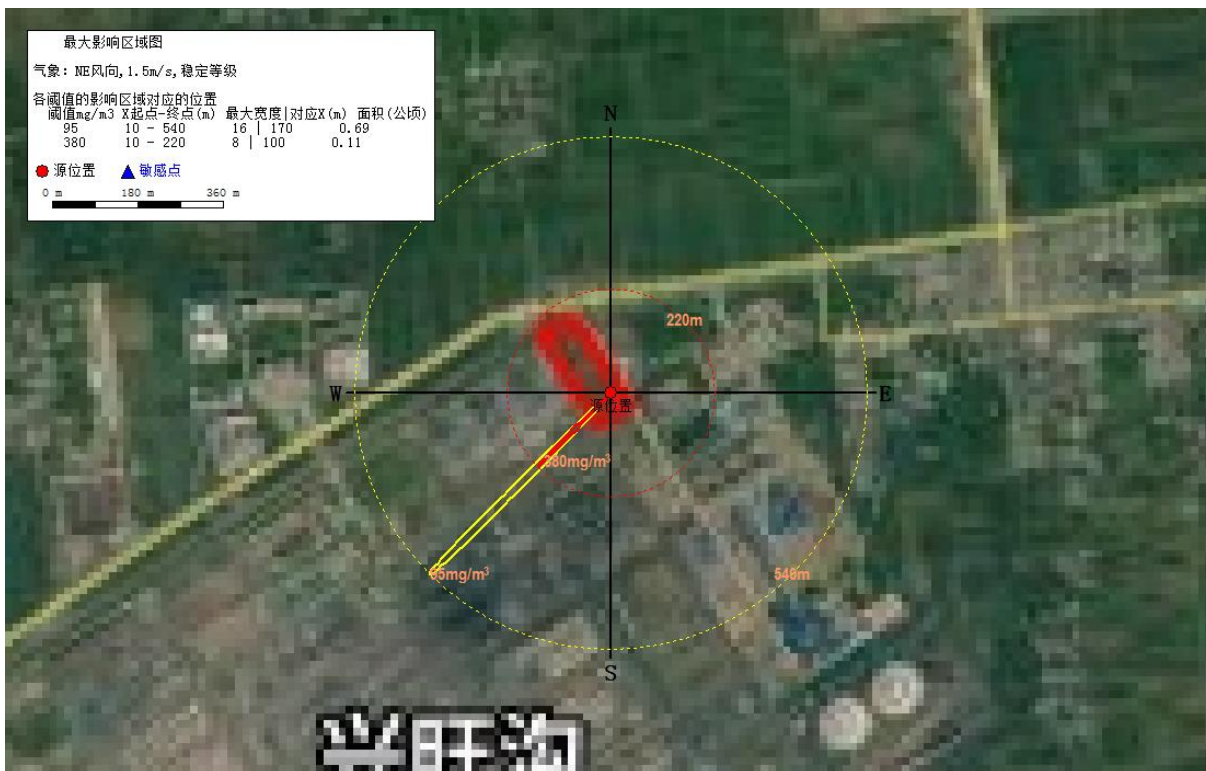 最大影响区域图
气象: NE风向,1.5m/s,稳定等级
各阈值的影响区域对应的位置
阈值mg/m3 X起点-终点(m) 最大宽度|对应X(m) 面积(公顷)
95 10 - 540 16 | 170 0.69
380 10 - 220 8 | 100 0.11
源位置 敏感点
0 m 180 m 360 m
N
220m
W
E
源位置
380mg/m³
95mg/m³
540m
S
兴旺沟